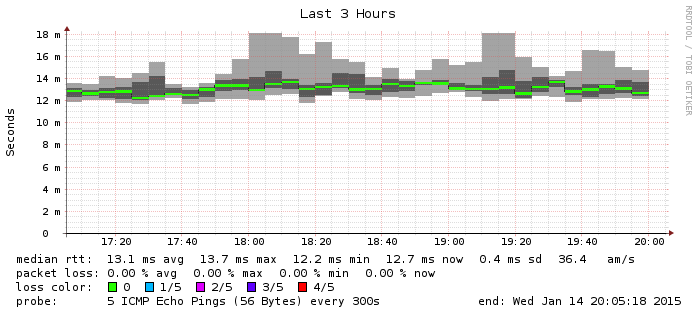 Last 3 Hours
RRDTOOL / TOBI OETIKER
Seconds
18 m
16 m
14 m
12 m
10 m
8 m
6 m
4 m
2 m
0
17:20 17:40 18:00 18:20 18:40 19:00 19:20 19:40 20:00
median rtt: 13.1 ms avg 13.7 ms max 12.2 ms min 12.7 ms now 0.4 ms sd 36.4 am/s
packet loss: 0.00 % avg 0.00 % max 0.00 % min 0.00 % now
loss color: 0 1/5 2/5 3/5 4/5
probe: 5 ICMP Echo Pings (56 Bytes) every 300s end: Wed Jan 14 20:05:18 2015